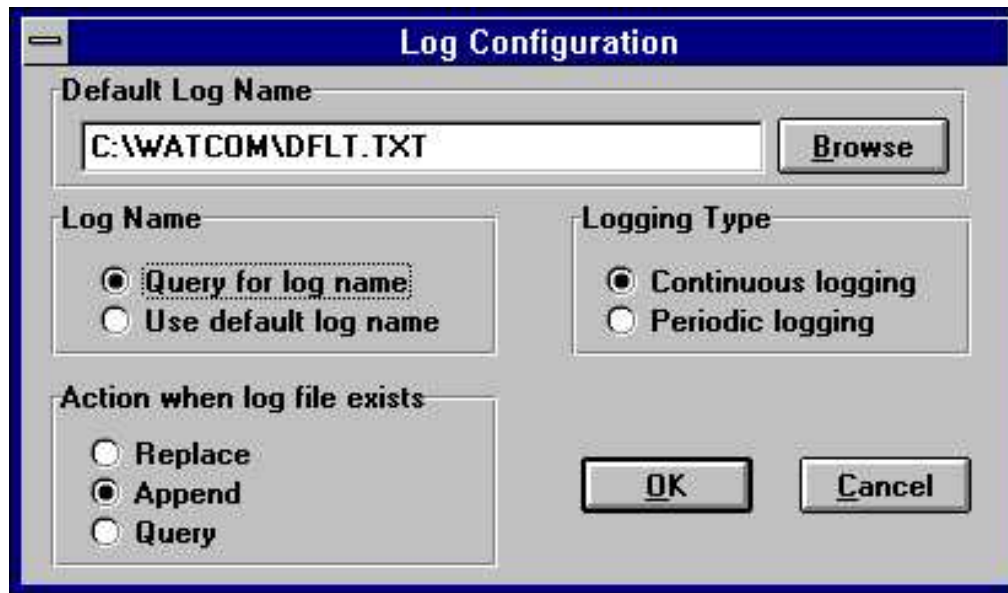 Log Configuration
Default Log Name
C:\WATCOM\DFLT.TXT
Browse
Log Name
Query for log name
Use default log name
Logging Type
Continuous logging
Periodic logging
Action when log file exists
Replace
Append
Query
OK
Cancel